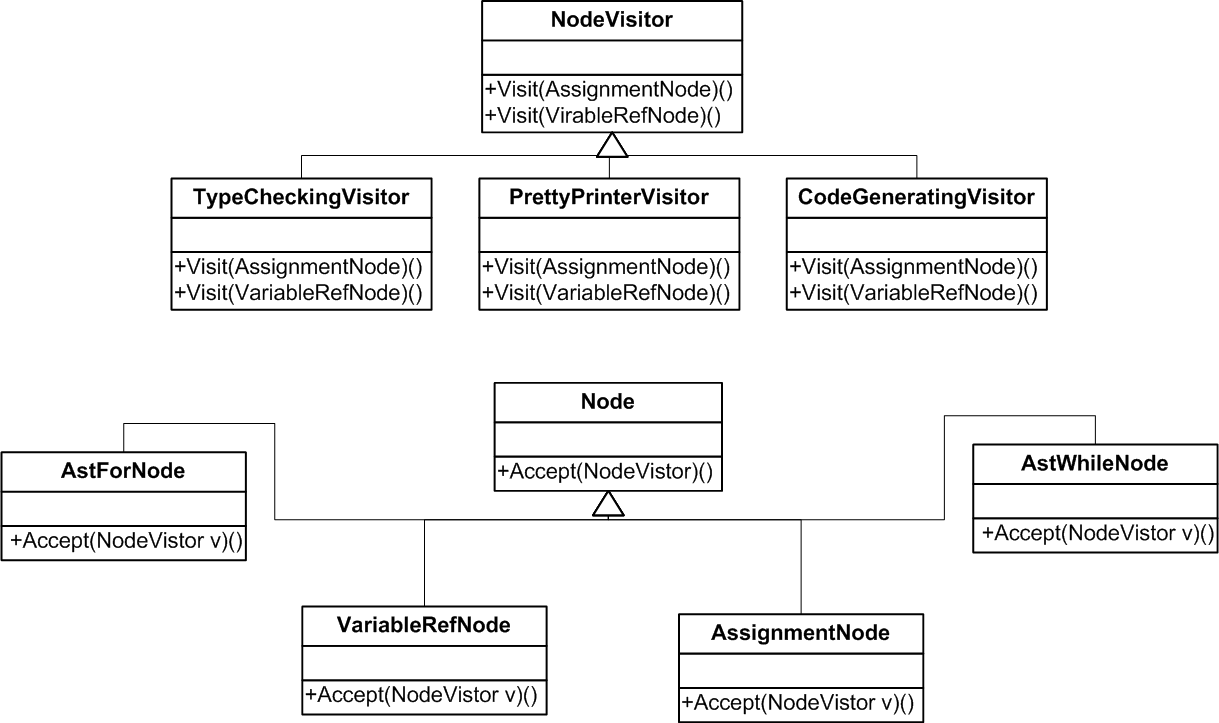 NodeVisitor
+Visit(AssignmentNode)()
+Visit(VirableRefNode)()
TypeCheckingVisitor
+Visit(AssignmentNode)()
+Visit(VariableRefNode)()
PrettyPrinterVisitor
+Visit(AssignmentNode)()
+Visit(VariableRefNode)()
CodeGeneratingVisitor
+Visit(AssignmentNode)()
+Visit(VariableRefNode)()
Node
+Accept(NodeVistor)()
AstForNode
+Accept(NodeVistor v)()
AstWhileNode
+Accept(NodeVistor v)()
VariableRefNode
+Accept(NodeVistor v)()
AssignmentNode
+Accept(NodeVistor v)()